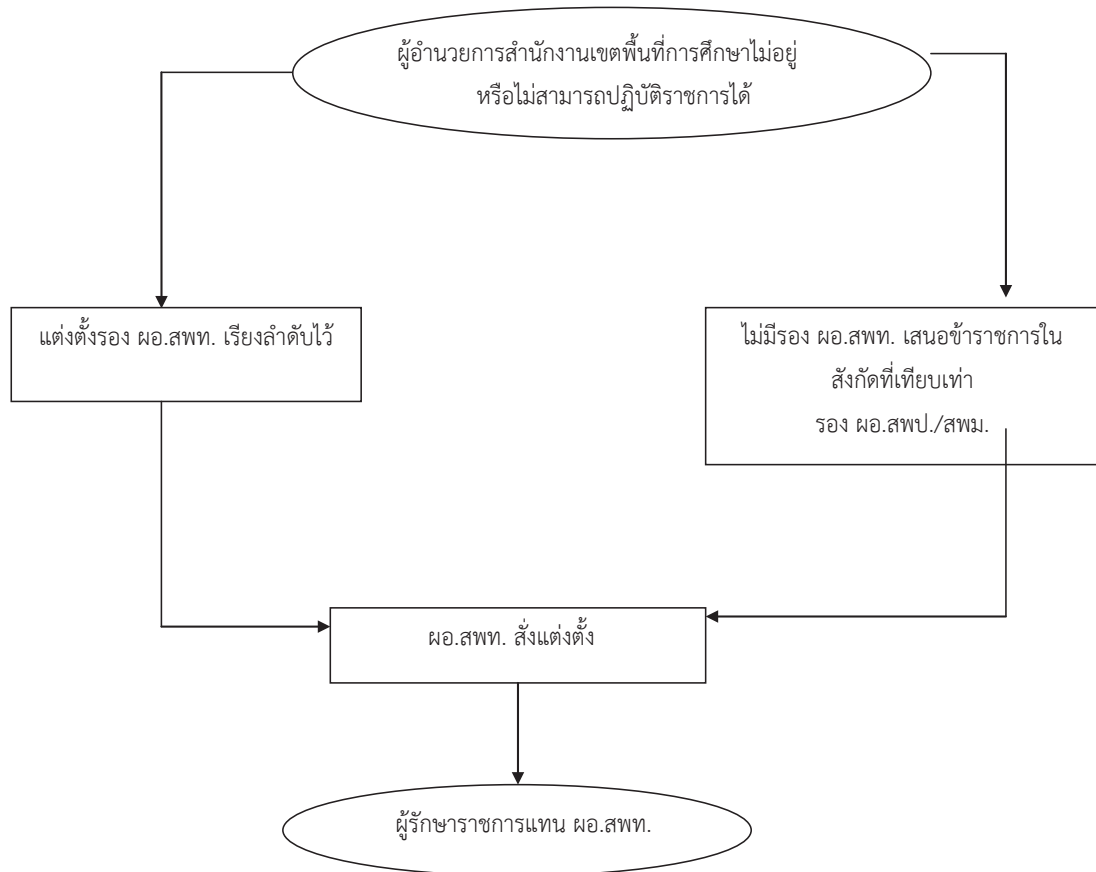 ผู้อำนวยการสำนักงานเขตพื้นที่การศึกษาไม่อยู่
หรือไม่สามารถปฏิบัติราชการได้
แต่งตั้งรอง ผอ.สพท. เรียงลำดับไว้
ไม่มีรอง ผอ.สพท. เสนอข้าราชการใน
สังกัดที่เทียบเท่า
รอง ผอ.สพป./สพม.
ผอ.สพท. สั่งแต่งตั้ง
ผู้รักษาราชการแทน ผอ.สพท.